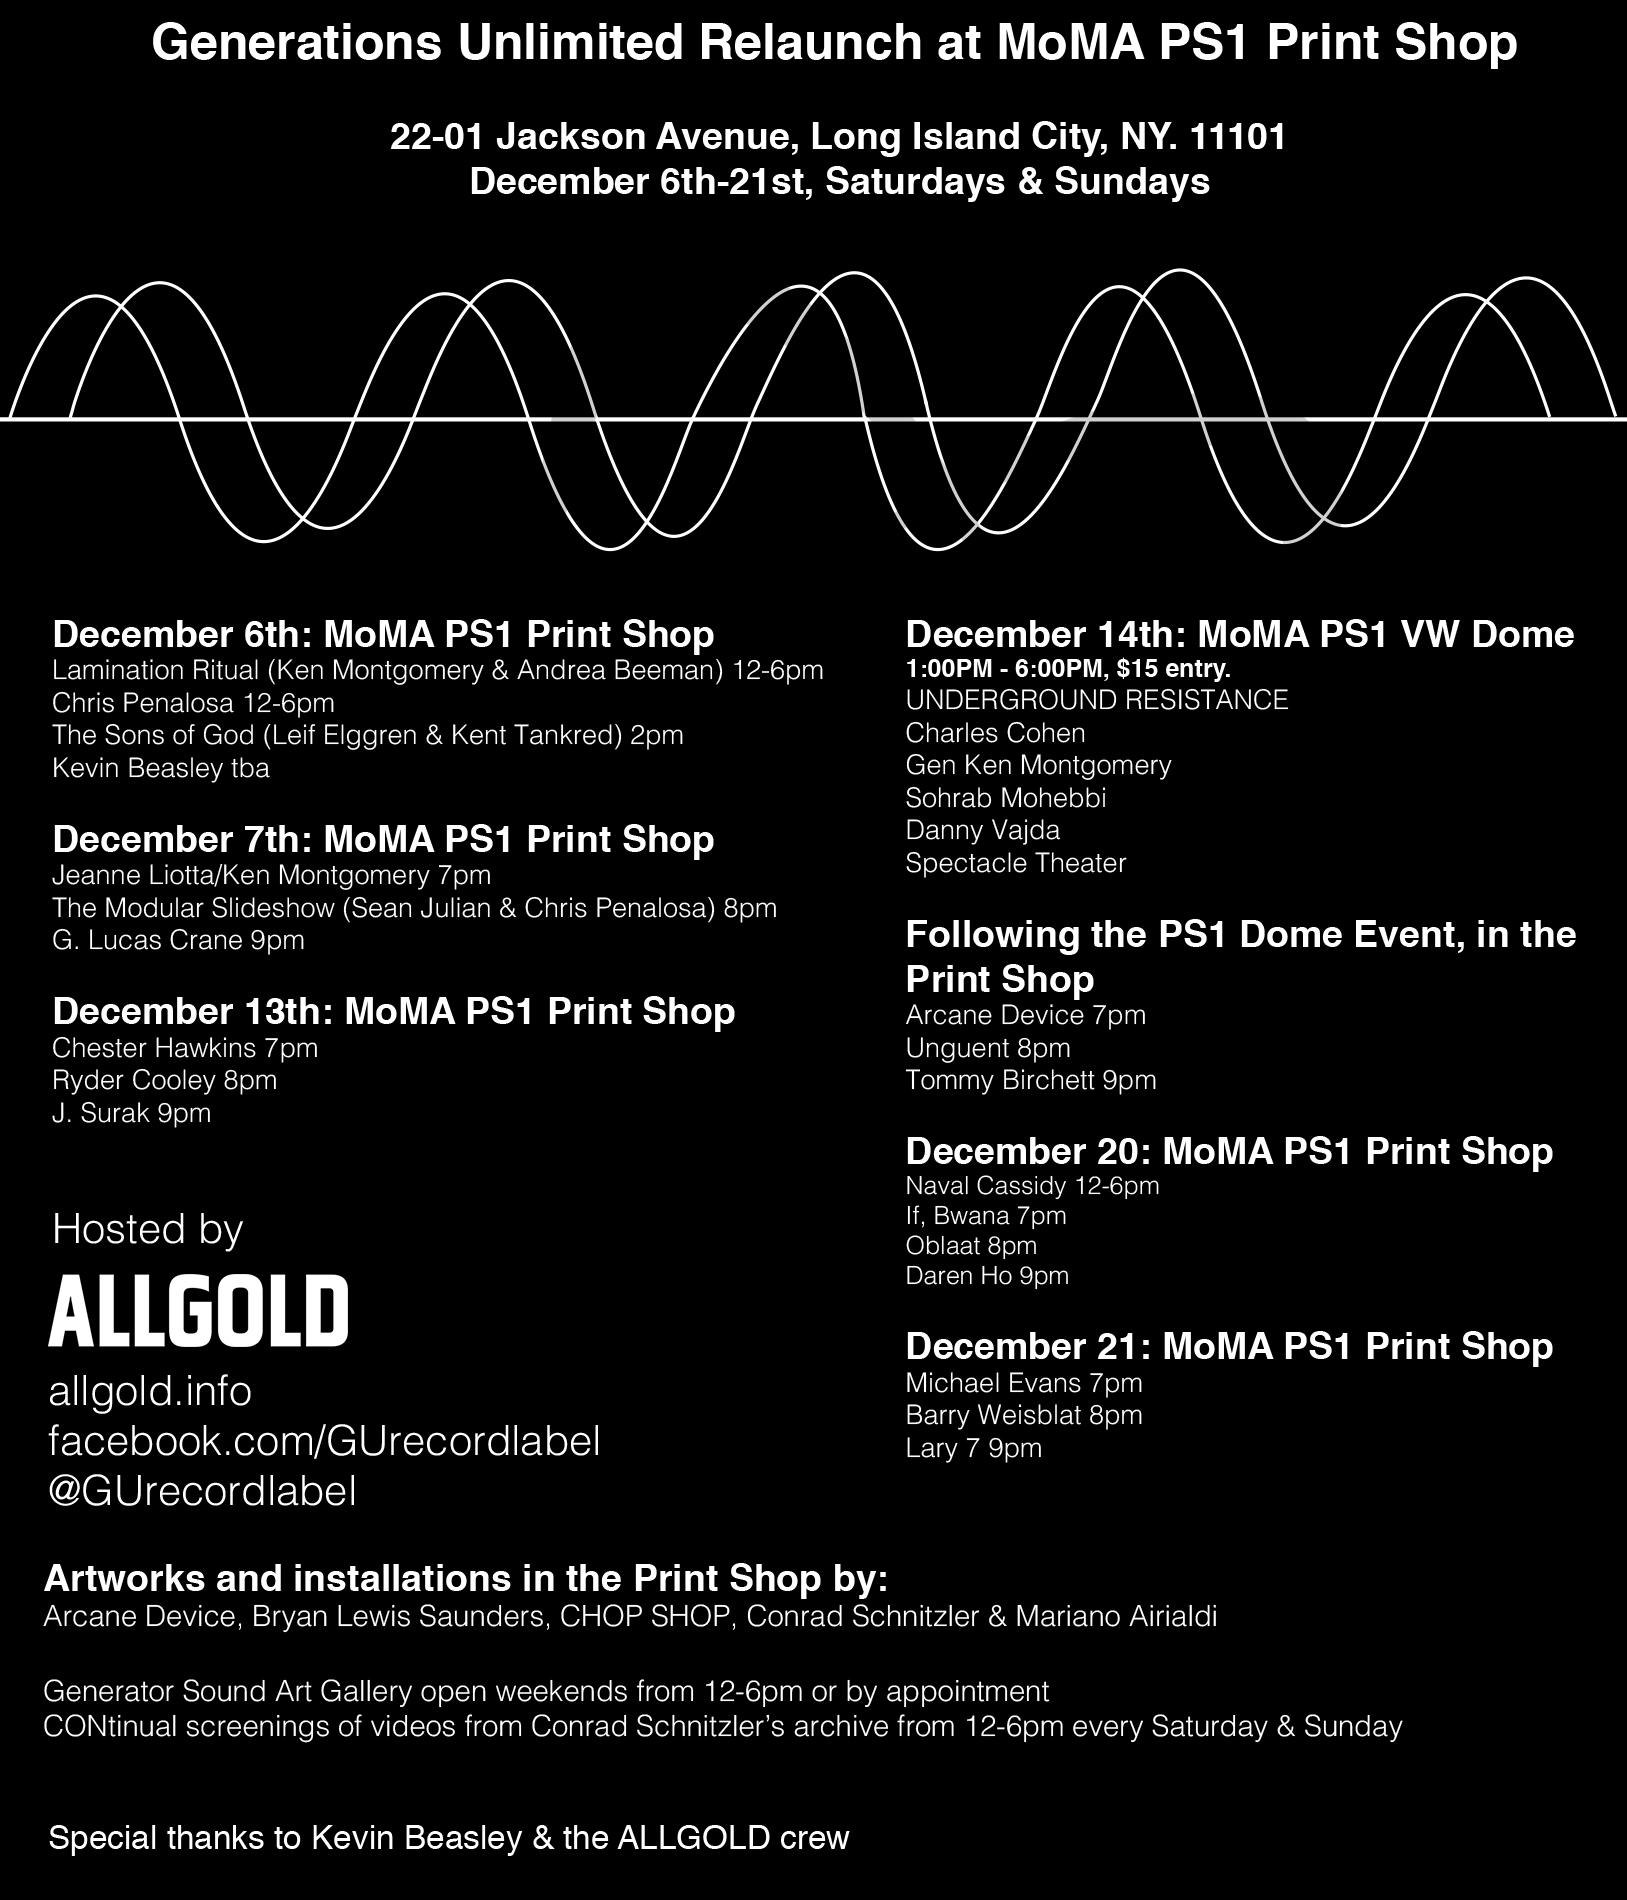 Generations Unlimited Relaunch at MoMA PS1 Print Shop
22-01 Jackson Avenue, Long Island City, NY. 11101
December 6th-21st, Saturdays & Sundays
December 6th: MoMA PS1 Print Shop
Lamination Ritual (Ken Montgomery & Andrea Beeman) 12-6pm
Chris Penalosa 12-6pm
The Sons of God (Leif Elggren & Kent Tankred) 2pm
Kevin Beasley tba
December 7th: MoMA PS1 Print Shop
Jeanne Liotta/Ken Montgomery 7pm
The Modular Slideshow (Sean Julian & Chris Penalosa) 8pm
G. Lucas Crane 9pm
December 13th: MoMA PS1 Print Shop
Chester Hawkins 7pm
Ryder Cooley 8pm
J. Surak 9pm
December 14th: MoMA PS1 VW Dome
1:00PM - 6:00PM, $15 entry.
UNDERGROUND RESISTANCE
Charles Cohen
Gen Ken Montgomery
Sohrab Mohebbi
Danny Vajda
Spectacle Theater
Following the PS1 Dome Event, in the
Print Shop
Arcane Device 7pm
Unguent 8pm
Tommy Birchett 9pm
December 20: MoMA PS1 Print Shop
Naval Cassidy 12-6pm
If, Bwana 7pm
Oblaat 8pm
Daren Ho 9pm
December 21: MoMA PS1 Print Shop
Michael Evans 7pm
Barry Weisblat 8pm
Lary 7 9pm
Hosted by
ALLGOLD
allgold.info
facebook.com/GUrecordlabel
@GUrecordlabel
Artworks and installations in the Print Shop by:
Arcane Device, Bryan Lewis Saunders, CHOP SHOP, Conrad Schnitzler & Mariano Airialdi
Generator Sound Art Gallery open weekends from 12-6pm or by appointment
CONtinual screenings of videos from Conrad Schnitzler’s archive from 12-6pm every Saturday & Sunday
Special thanks to Kevin Beasley & the ALLGOLD crew